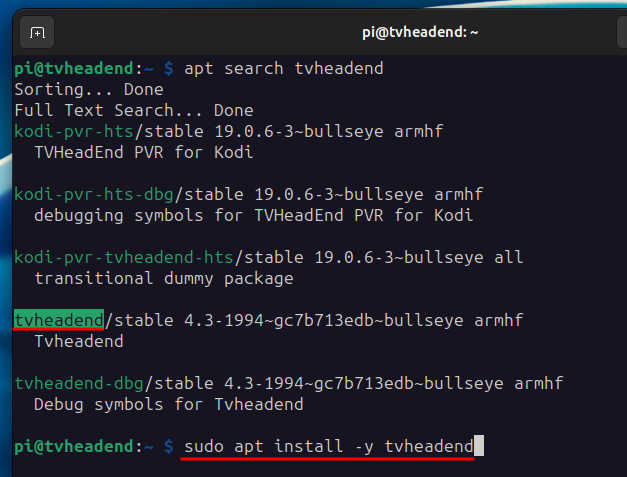 pi@tvheadend: ~
pi@tvheadend:~ $ apt search tvheadend
Sorting... Done
Full Text Search... Done
kodi-pvr-hts/stable 19.0.6-3~bullseye armhf
  TVHeadEnd PVR for Kodi

kodi-pvr-hts-dbg/stable 19.0.6-3~bullseye armhf
  debugging symbols for TVHeadEnd PVR for Kodi

kodi-pvr-tvheadend-hts/stable 19.0.6-3~bullseye all
  transitional dummy package

tvheadend/stable 4.3-1994~gc7b713edb~bullseye armhf
  Tvheadend

tvheadend-dbg/stable 4.3-1994~gc7b713edb~bullseye armhf
  Debug symbols for Tvheadend

pi@tvheadend:~ $ sudo apt install -y tvheadend